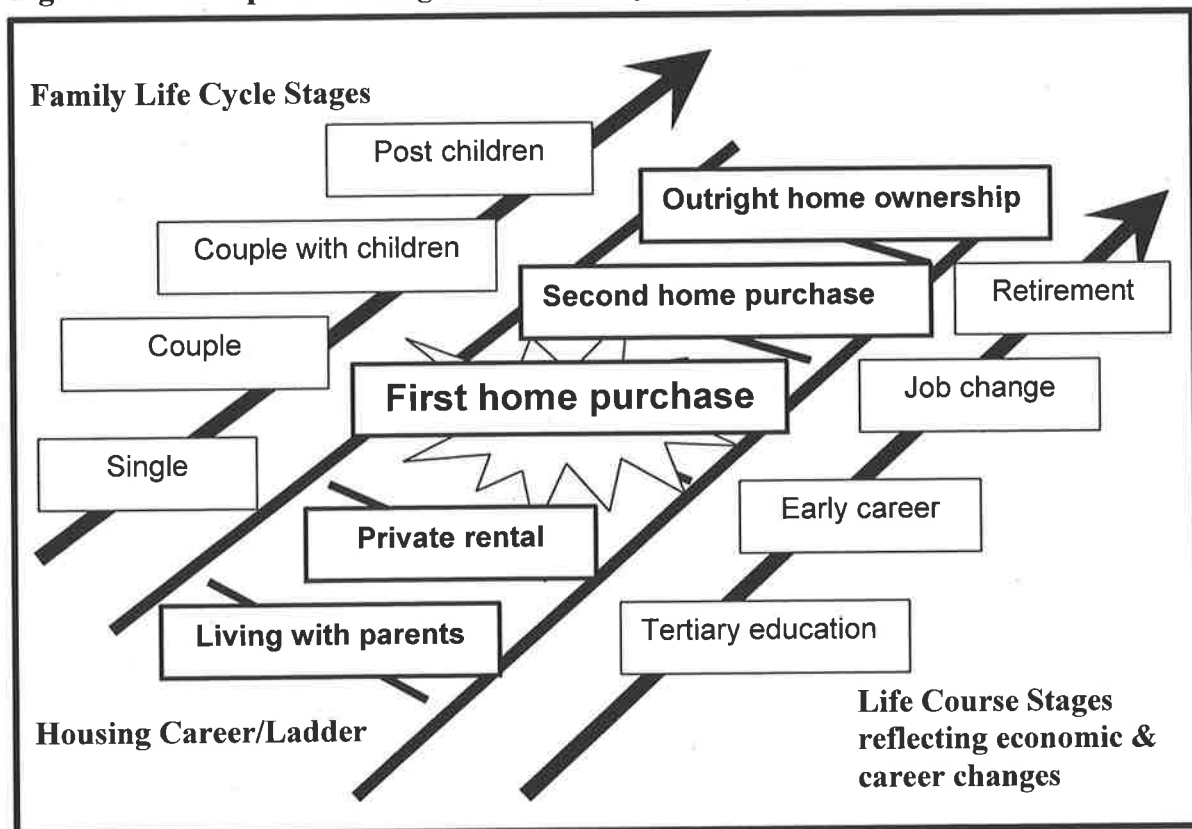 Family Life Cycle Stages
Post children
Couple with children
Couple
Single
Outright home ownership
Second home purchase
First home purchase
Private rental
Living with parents
Housing Career/Ladder
Retirement
Job change
Early career
Tertiary education
Life Course Stages
reflecting economic &
career changes